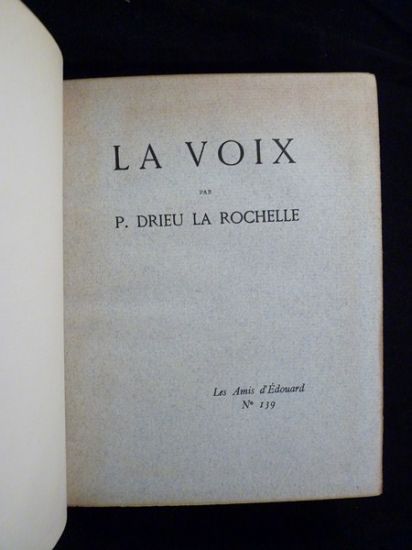 LA VOIX
PAR
P. DRIEU LA ROCHELLE
Les Amis d'Édouard
Nº 139